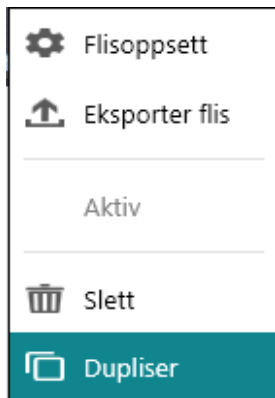 Flisoppsett
Eksporter flis
Aktiv
Slett
Dupliser